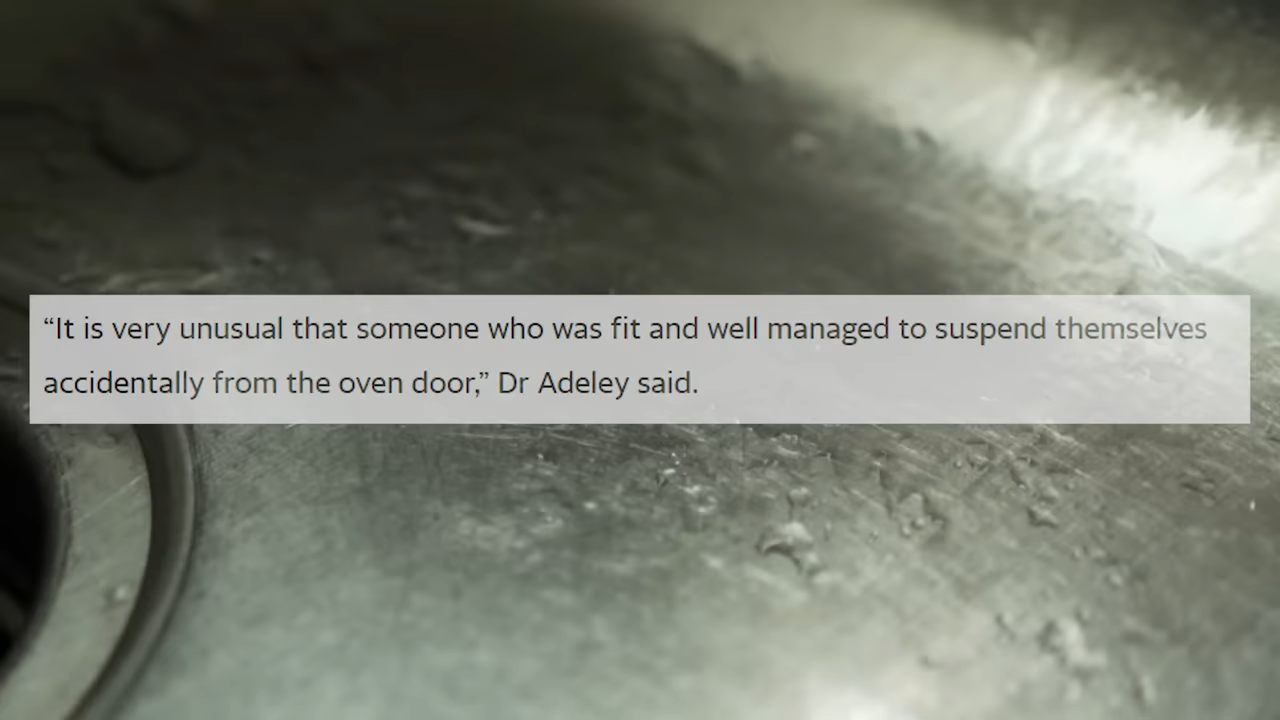 “It is very unusual that someone who was fit and well managed to suspend themselves
accidentally from the oven door,” Dr Adeley said.